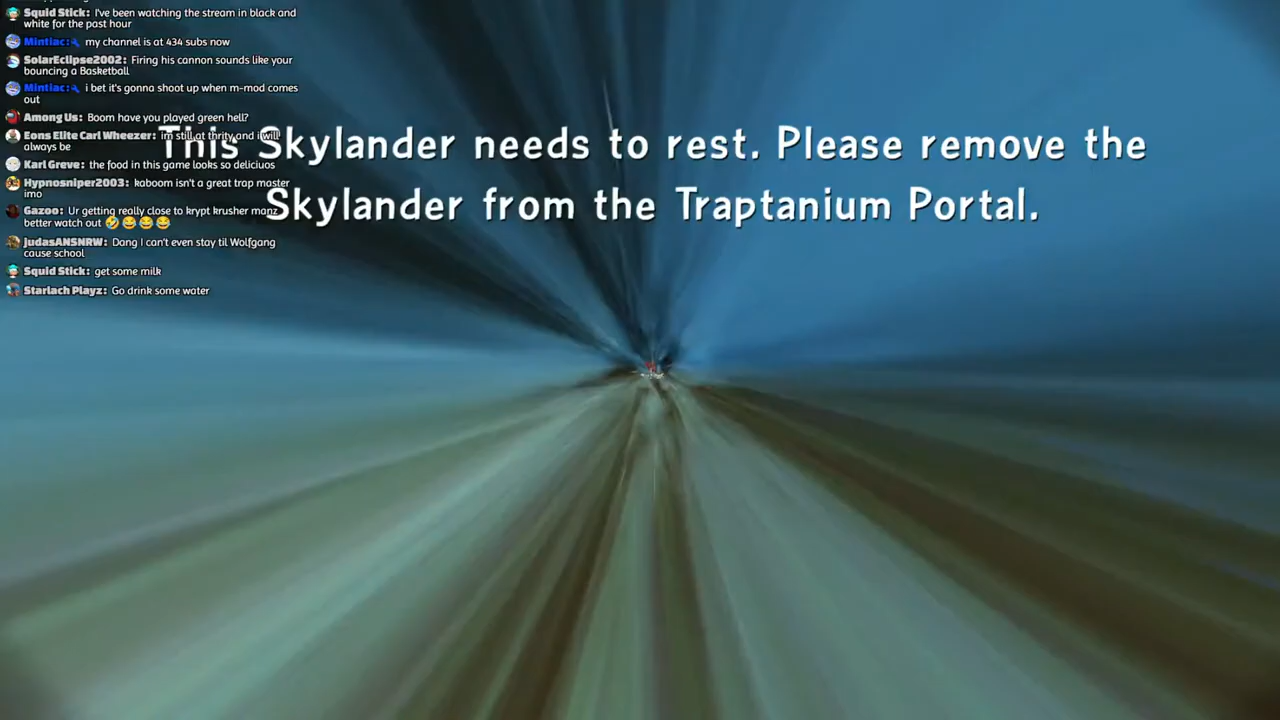 Squid Stick: I've been watching the stream in black and
white for the past hour
Mintiac: my channel is at 434 subs now
SolarEclipse2002: Firing his cannon sounds like your
bouncing a Basketball
Mintiac: i bet it's gonna shoot up when m-mod comes
out
Among Us: Boom have you played green hell?
Eons Elite Carl Wheezer: im still at thrity and i will
always be
This Skylander needs to rest. Please remove the
Skylander from the Traptanium Portal.
Karl Greve: the food in this game looks so deliciuos
Hypnosniper2003: kaboom isn't a great trap master
imo
Gazoo: Ur getting really close to krypt krusher manz
better watch out 🤣😂😂😂
JudasANSNRW: Dang I can't even stay til Wolfgang
cause school
Squid Stick: get some milk
Starlach Playz: Go drink some water